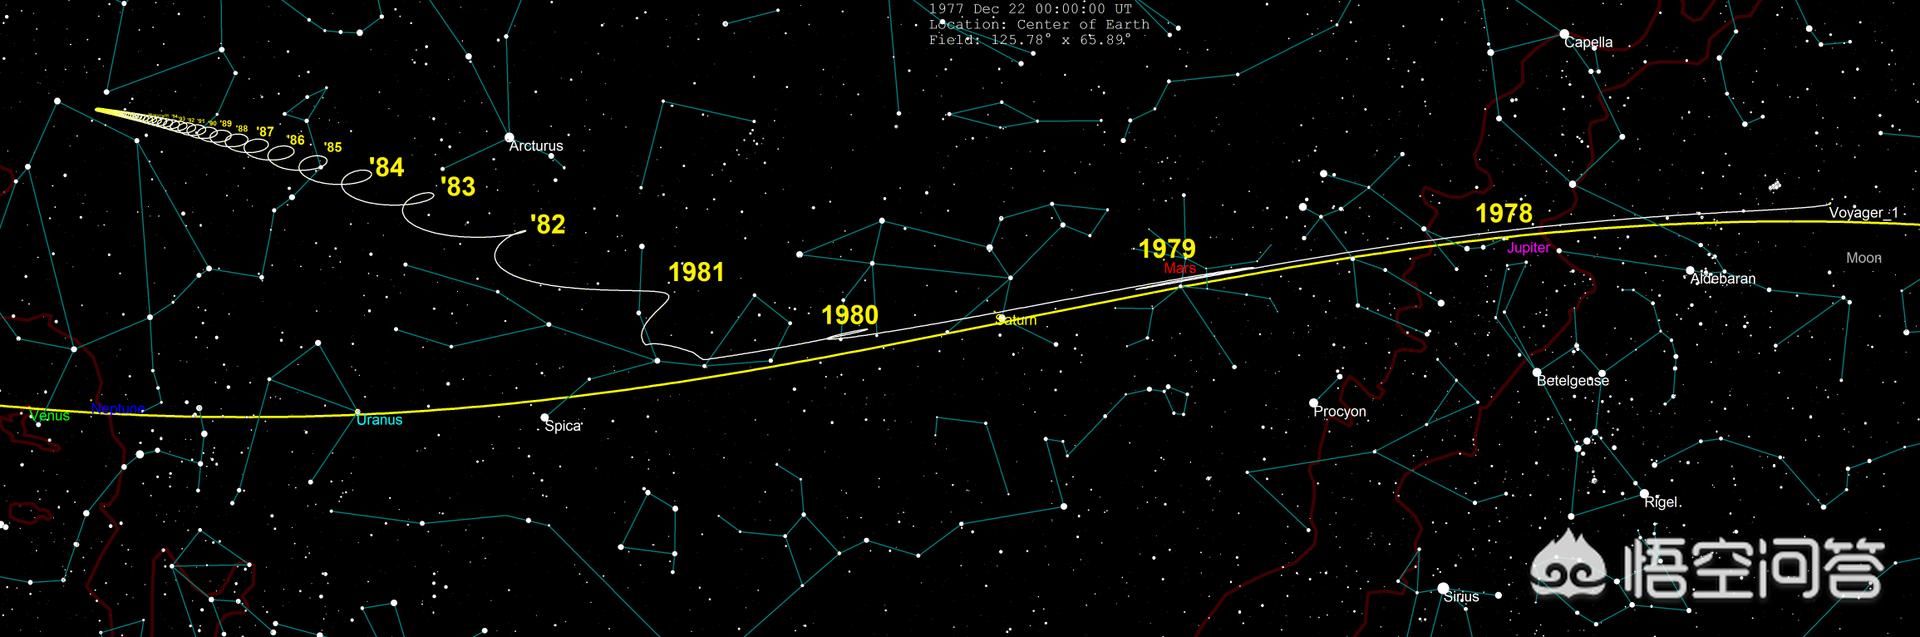 1977 Dec 22 00:00:00 UT
Location: Center of Earth
Field: 125.78° x 65.89°
Capella
'89
'88
'87
'86
'85
Arcturus
'84
'83
'82
1978
Voyager_1
Jupiter
1979
Mars
Moon
1981
Aldebaran
1980
Saturn
Betelgeuse
Venus
Neptune
Uranus
Spica
Procyon
Rigel
悟空问答
Sirius